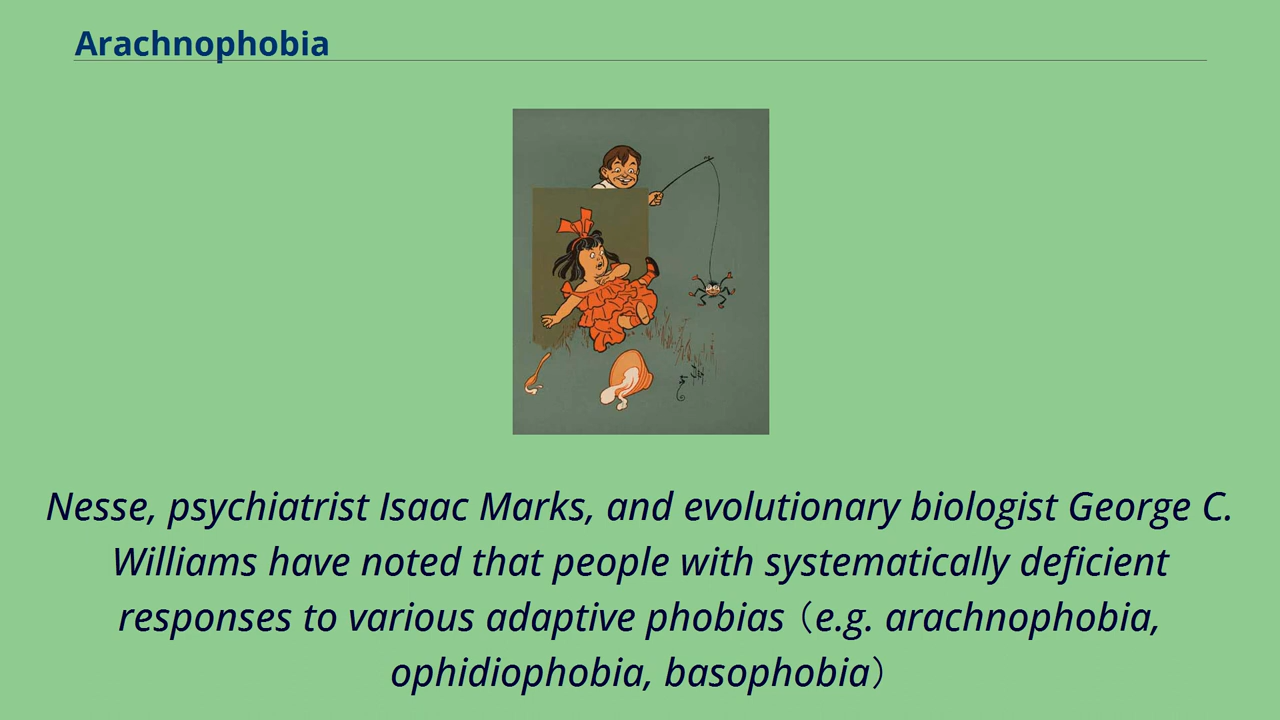 Arachnophobia
Nesse, psychiatrist Isaac Marks, and evolutionary biologist George C.
Williams have noted that people with systematically deficient
responses to various adaptive phobias（e.g. arachnophobia,
ophidiophobia, basophobia）